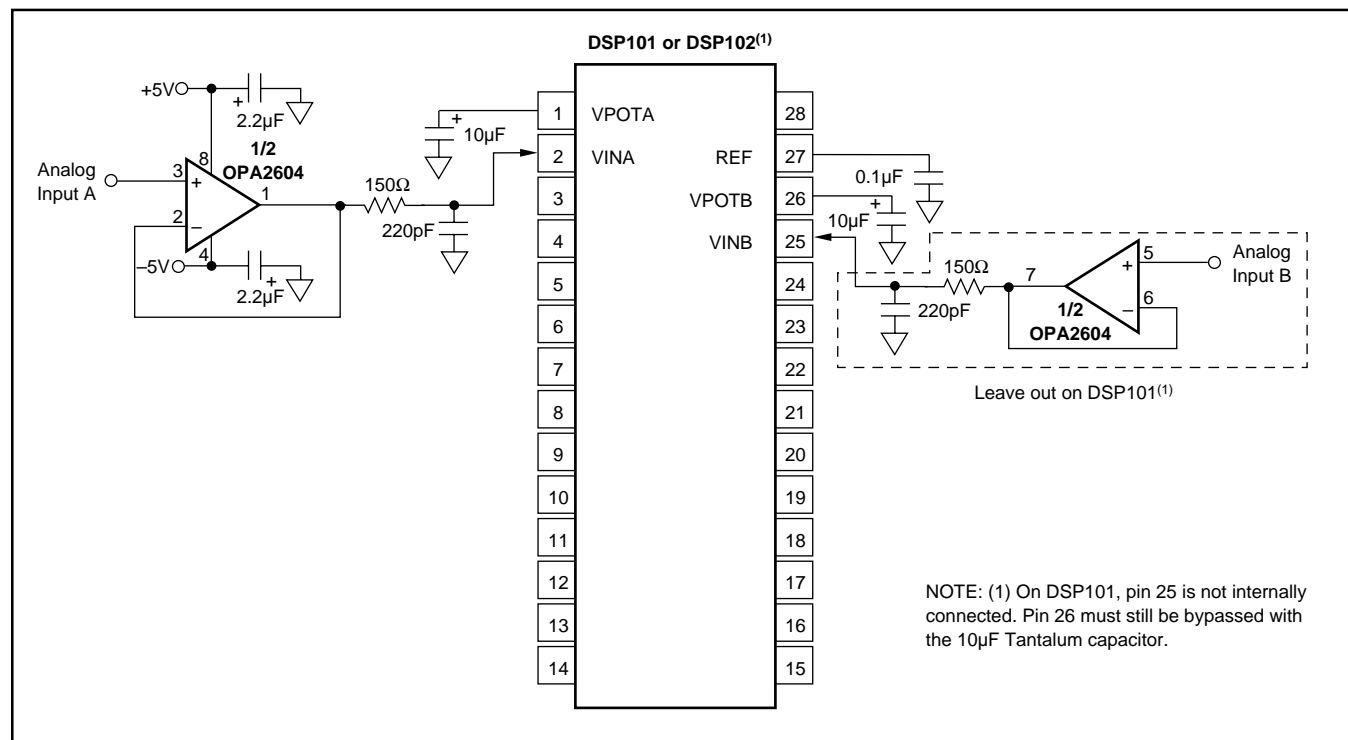 DSP101 or DSP102(1)
+5V
+
2.2µF
1/2
OPA2604
8
Analog
Input A
3
+
1
2
–
4
–5V
+
2.2µF
150Ω
220pF
+
10µF
1
VPOTA
2
VINA
3
4
5
6
7
8
9
10
11
12
13
14
28
REF
27
VPOTB
26
VINB
25
24
23
22
21
20
19
18
17
16
15
0.1µF
+
10µF
150Ω
220pF
7
+
5
–
6
1/2
OPA2604
Analog
Input B
Leave out on DSP101(1)
NOTE: (1) On DSP101, pin 25 is not internally
connected. Pin 26 must still be bypassed with
the 10µF Tantalum capacitor.